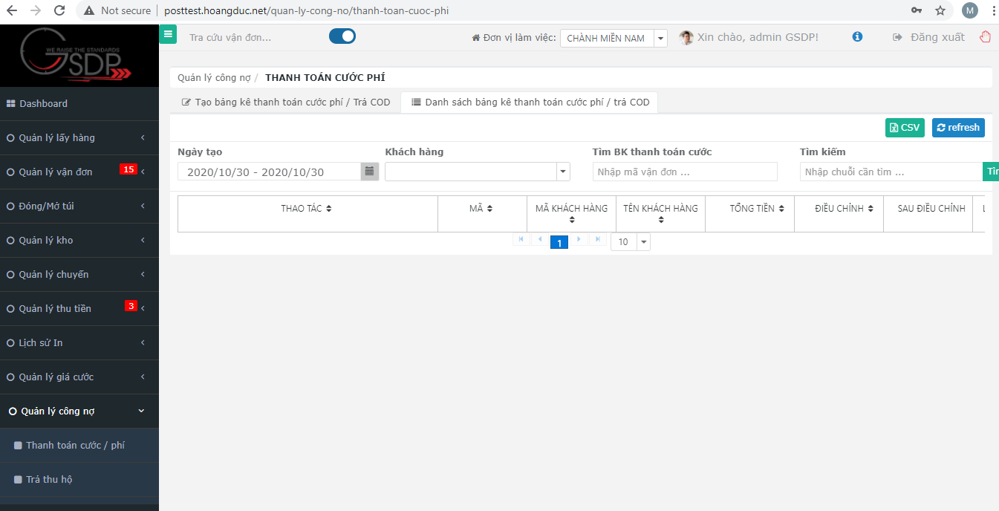 Not secure | posttest.hoangduc.net/quan-ly-cong-no/thanh-toan-cuoc-phi
M
WE RAISE THE STANDARDS
GSDP
Tra cứu vận đơn...
Đơn vị làm việc:
CHÀNH MIỀN NAM
Xin chào, admin GSDP!
Đăng xuất
Dashboard
Quản lý lấy hàng
Quản lý vận đơn
15
Đóng/Mở túi
Quản lý kho
Quản lý chuyến
Quản lý thu tiền
3
Lịch sử In
Quản lý giá cước
Quản lý công nợ
Thanh toán cước / phí
Trả thu hộ
Quản lý công nợ / THANH TOÁN CƯỚC PHÍ
Tạo bảng kê thanh toán cước phí / Trả COD
Danh sách bảng kê thanh toán cước phí / trả COD
CSV
refresh
Ngày tạo
Khách hàng
Tìm BK thanh toán cước
Tìm kiếm
2020/10/30 - 2020/10/30
Nhập mã vận đơn ...
Nhập chuỗi cần tìm ...
THAO TÁC
MÃ
MÃ KHÁCH HÀNG
TÊN KHÁCH HÀNG
TỔNG TIỀN
ĐIỀU CHỈNH
SAU ĐIỀU CHỈNH
1
10